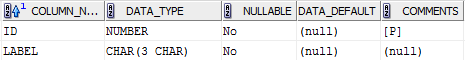 COLUMN_N... DATA_TYPE NULLABLE DATA_DEFAULT COMMENTS
ID NUMBER No (null) [P]
LABEL CHAR(3 CHAR) No (null) (null)